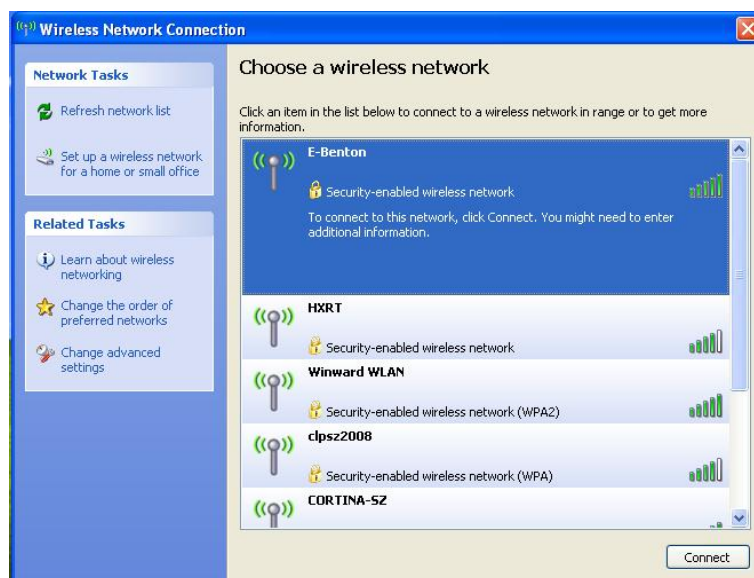 Wireless Network Connection
Network Tasks
Refresh network list
Set up a wireless network
for a home or small office
Related Tasks
Learn about wireless
networking
Change the order of
preferred networks
Change advanced
settings
Choose a wireless network
Click an item in the list below to connect to a wireless network in range or to get more
information.
E-Benton
Security-enabled wireless network
To connect to this network, click Connect. You might need to enter
additional information.
HXRT
Security-enabled wireless network
Winward WLAN
Security-enabled wireless network (WPA2)
clpsz2008
Security-enabled wireless network (WPA)
CORTINA-SZ
Connect